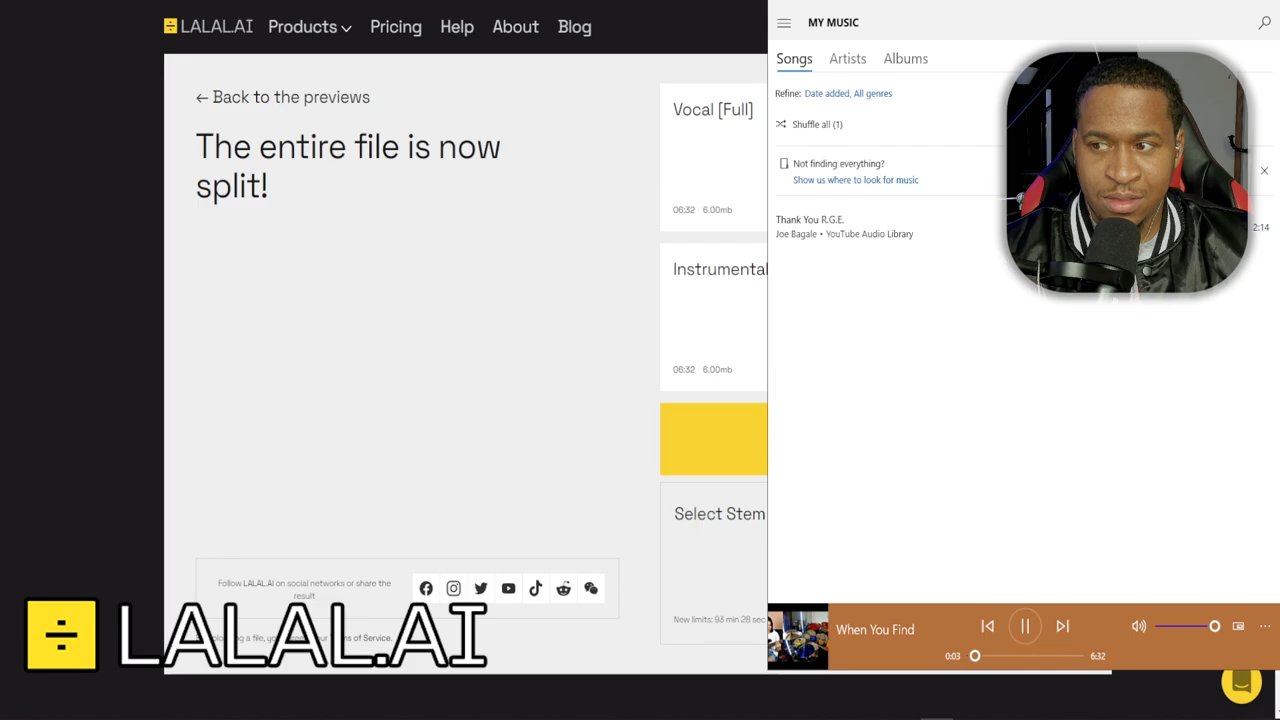 LALAL.AI Products Pricing Help About Blog
← Back to the previews
The entire file is now
split!
Vocal [Full]
06:32 6.00mb
Instrumental
06:32 6.00mb
Select Stem
New limits: 93 min 28 sec
Follow LALAL.AI on social networks or share the
result
of Service.
LALAL.AI
MY MUSIC
Songs Artists Albums
Refine: Date added, All genres
Shuffle all (1)
Not finding everything?
Show us where to look for music
Thank You R.G.E.
Joe Bagale • YouTube Audio Library
2:14
When You Find
0:03 6:32